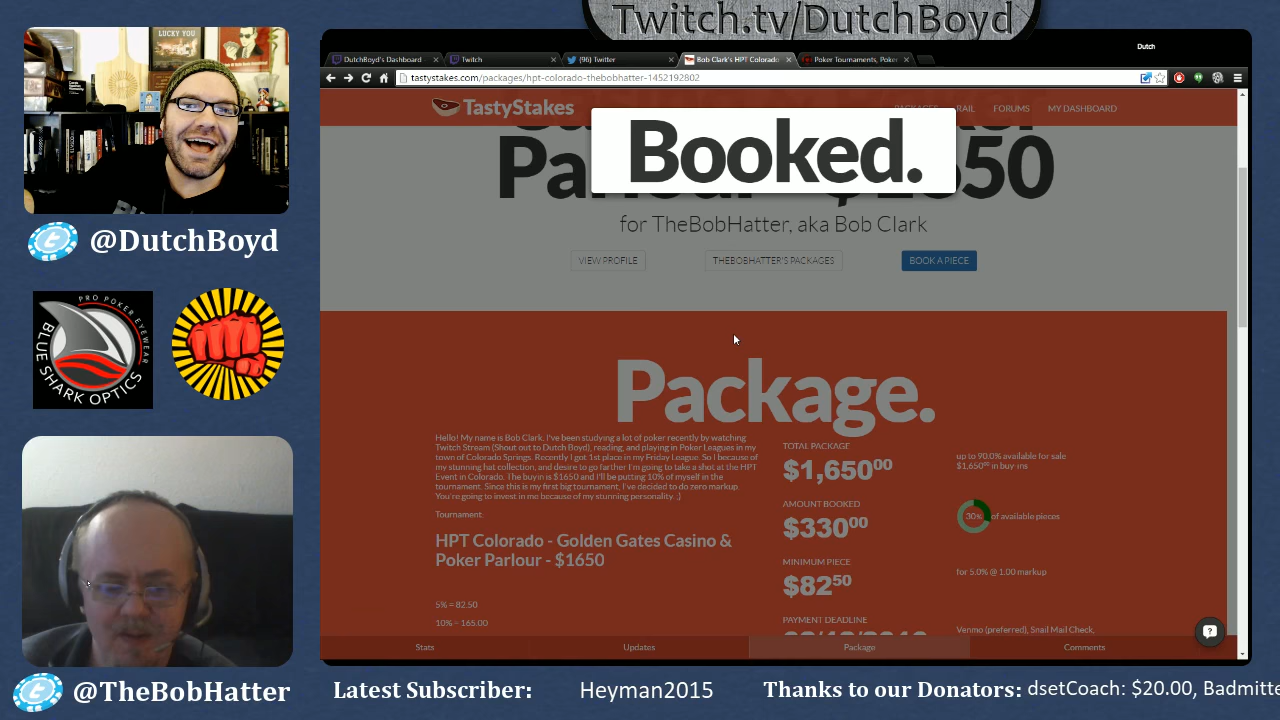 Twitch.tv/DutchBoyd
Dutch
DutchBoyd's Dashboard
Twitch
(96) Twitter
Bob Clark's HPT Colorado
Poker Tournaments, Poker
tastystakes.com/packages/hpt-colorado-thebobhatter-1452192802
LUCKY YOU
TastyStakes
PACKAGES
RAIL
FORUMS
MY DASHBOARD
Booked.
for TheBobHatter, aka Bob Clark
VIEW PROFILE
THEBOBHATTER'S PACKAGES
BOOK A PIECE
@DutchBoyd
PRO POKER EYEWEAR
BLUE SHARK OPTICS
Package.
Hello! My name is Bob Clark. I've been studying a lot of poker recently by watching
Twitch Stream (Shout out to Dutch Boyd), reading, and playing in Poker Leagues in my
town of Colorado Springs. Recently I got 1st place in my Friday League. So I because of
my stunning hat collection, and desire to go farther I'm going to take a shot at the HPT
Event in Colorado. The buyin is $1650 and I'll be putting 10% of myself in the
tournament. Since this is my first big tournament, I've decided to do zero markup.
You're going to invest in me because of my stunning personality. ;)
Tournament:
HPT Colorado - Golden Gates Casino &
Poker Parlour - $1650
5% = 82.50
10% = 165.00
TOTAL PACKAGE
$1,650.00
up to 90.0% available for sale
$1,650.00 in buy-ins
AMOUNT BOOKED
$330.00
30%
of available pieces
MINIMUM PIECE
$82.50
for 5.0% @ 1.00 markup
PAYMENT DEADLINE
Venmo (preferred), Snail Mail Check,
Stats
Updates
Package
Comments
@TheBobHatter
Latest Subscriber:
Heyman2015
Thanks to our Donators:
dsetCoach: $20.00, Badmitte